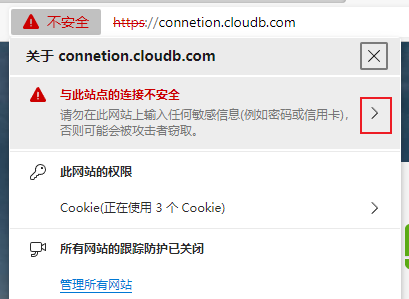 不安全 https://connetion.cloudb.com
关于 connetion.cloudb.com
与此站点的连接不安全
请勿在此网站上输入任何敏感信息(例如密码或信用卡),
否则可能会被攻击者窃取。
此网站的权限
Cookie(正在使用 3 个 Cookie)
所有网站的跟踪防护已关闭
管理所有网站